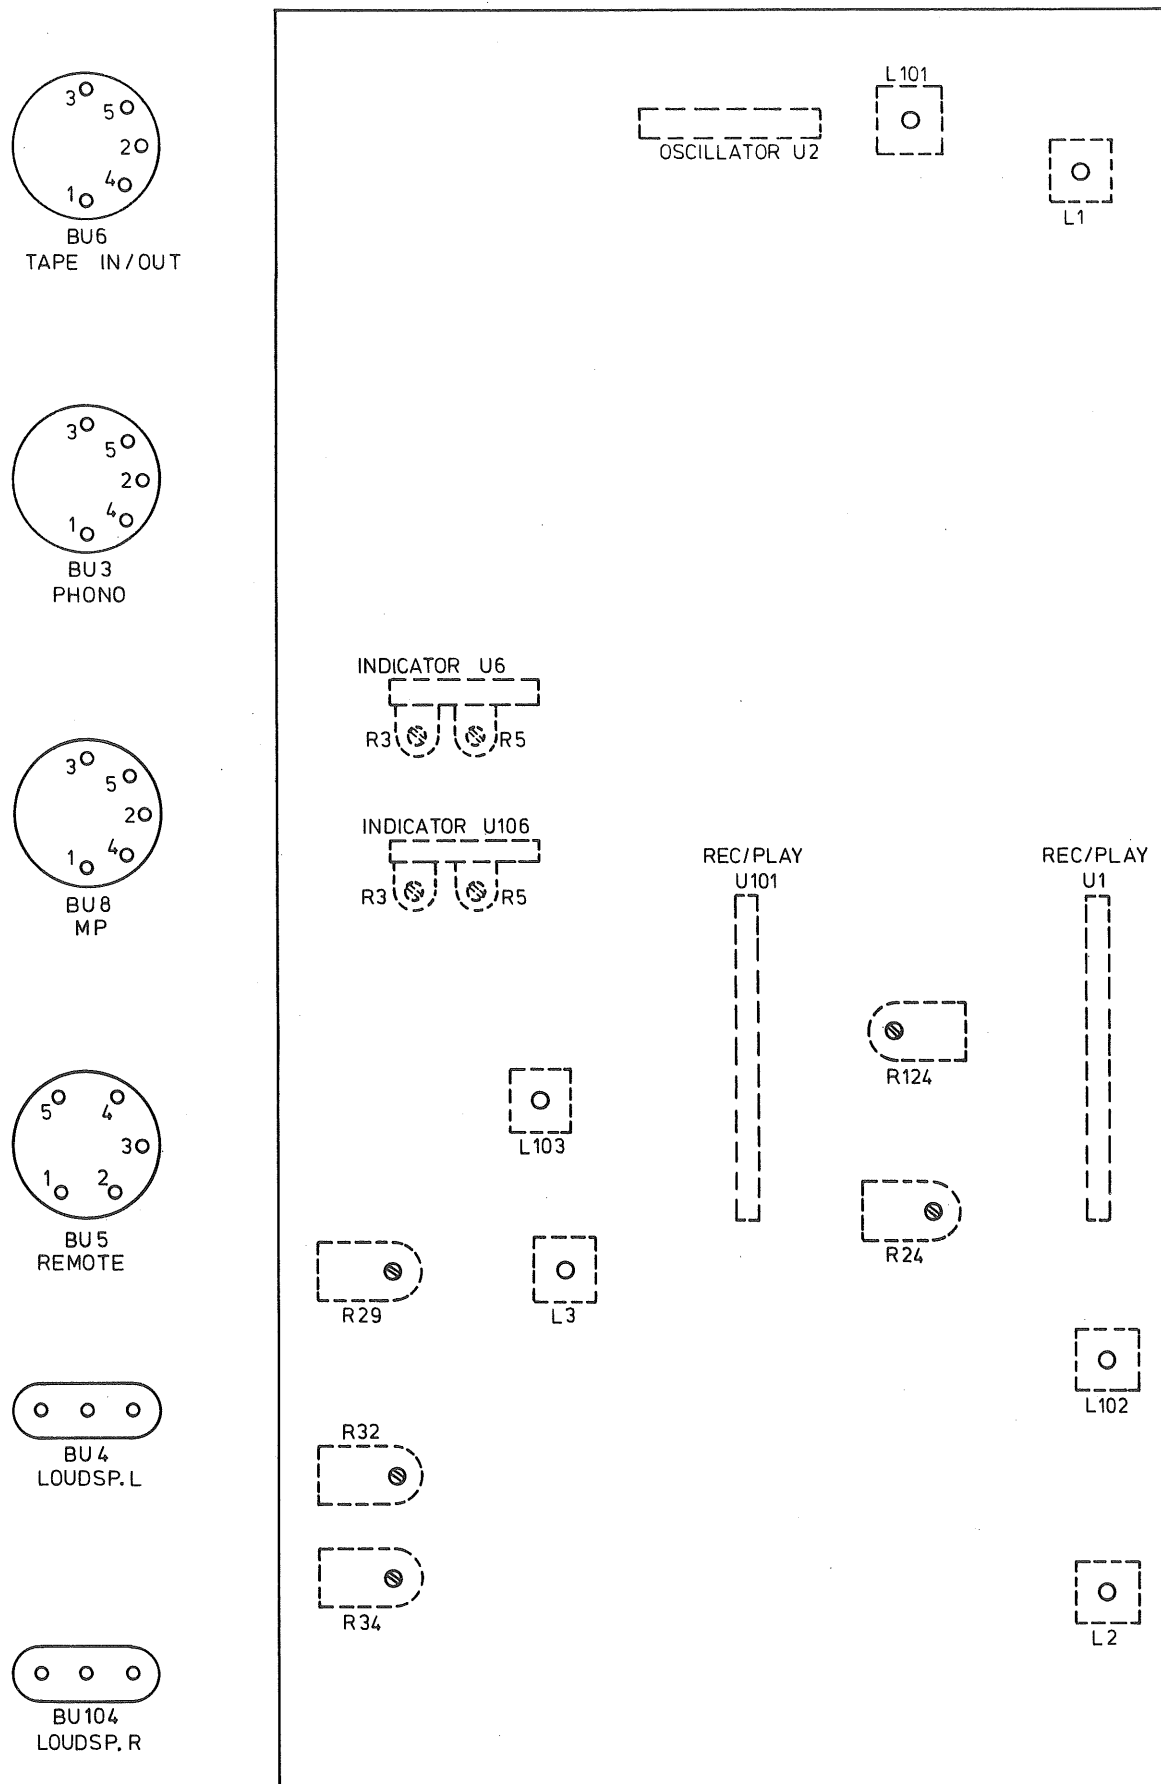 3
5
2
4
1
BU6
TAPE IN/OUT
3
5
2
4
1
BU3
PHONO
3
5
2
4
1
BU8
MP
5
4
3
1
2
BU5
REMOTE
BU4
LOUDSP. L
BU104
LOUDSP. R
L101
OSCILLATOR U2
L1
INDICATOR U6
R3
R5
INDICATOR U106
R3
R5
REC/PLAY
U101
REC/PLAY
U1
R124
L103
R24
R29
L3
L102
R32
R34
L2